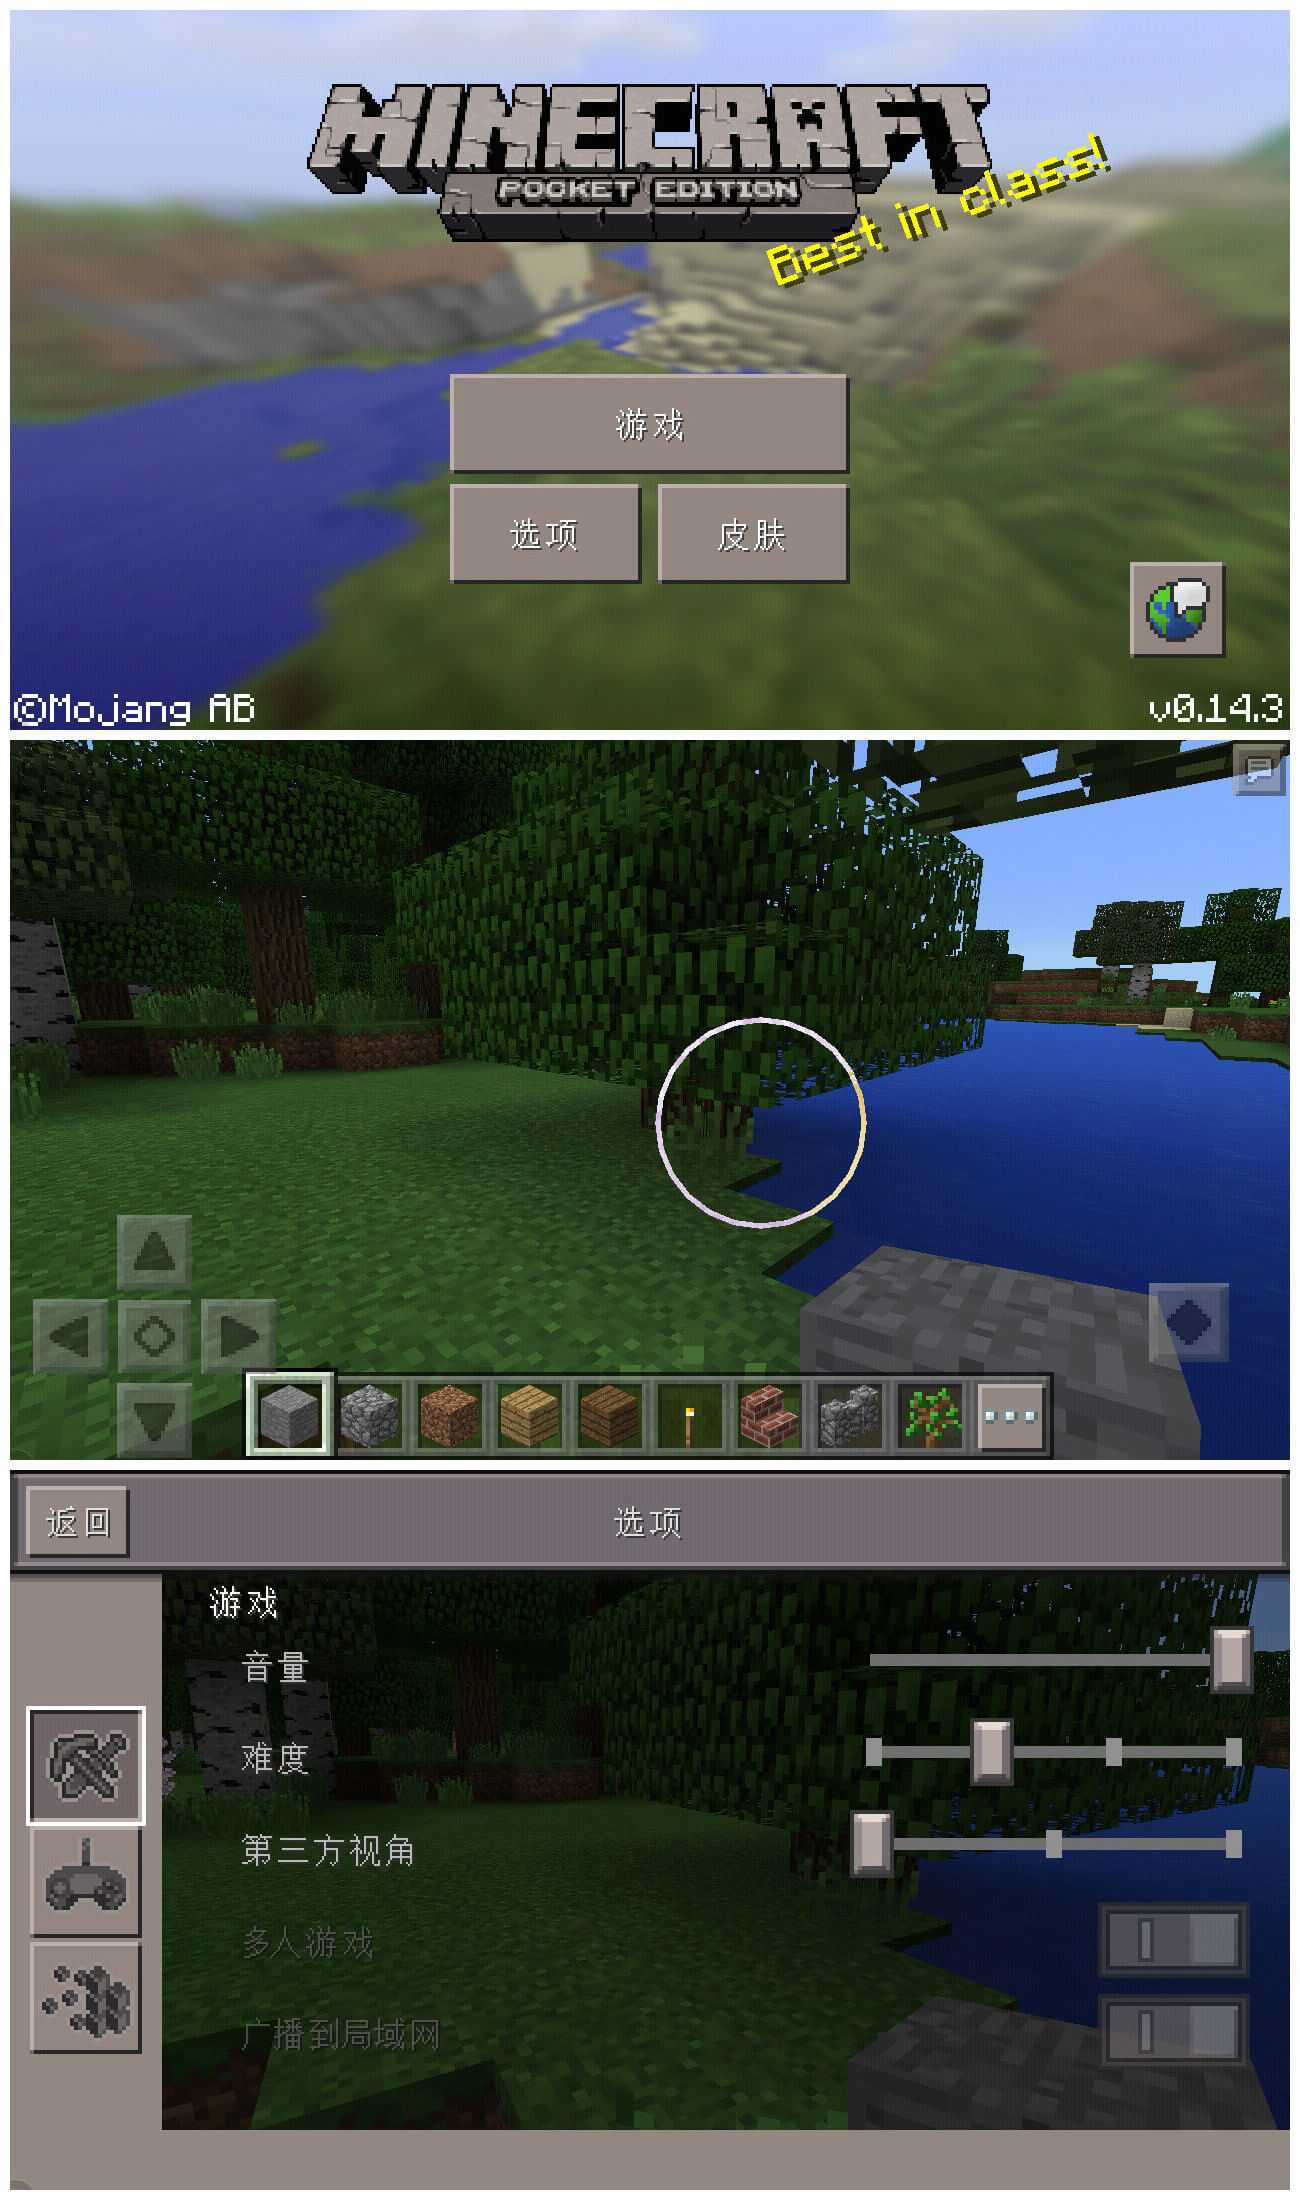 MINECRAFT
POCKET EDITION
Best in class!
游戏
选项
皮肤
©Mojang AB
v0.14.3
返回
选项
游戏
音量
难度
第三方视角
多人游戏
广播到局域网